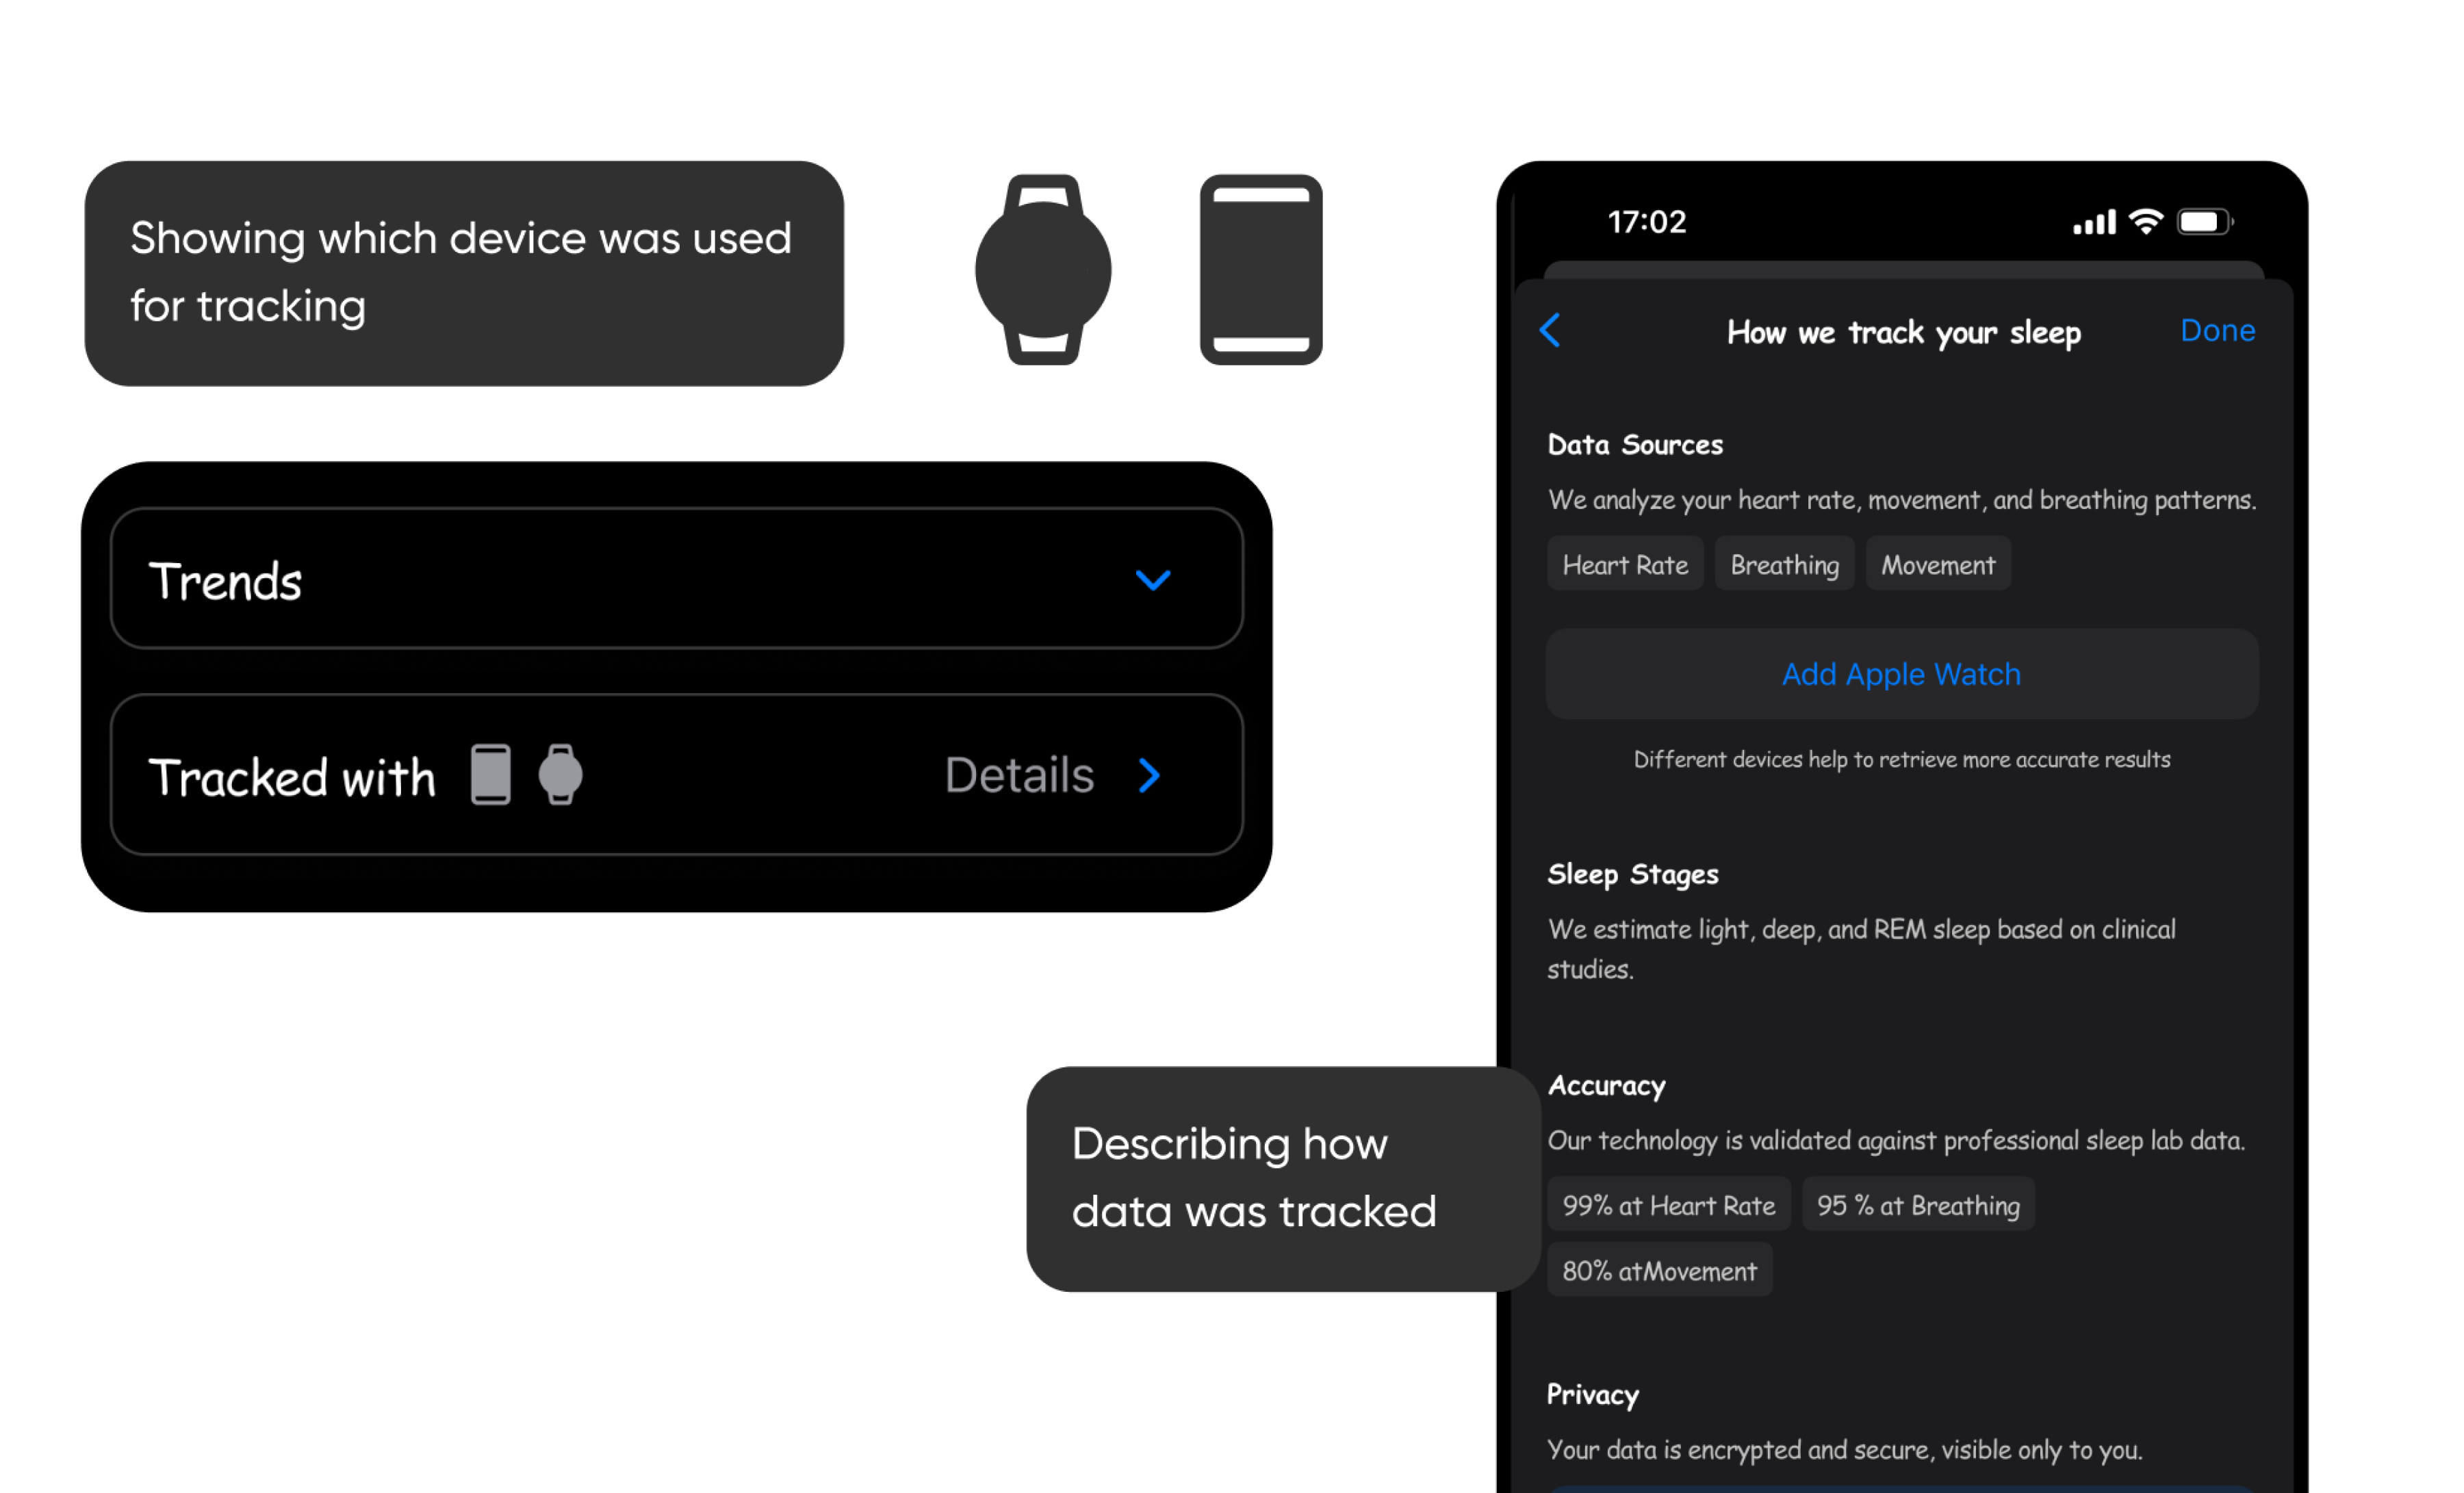 Showing which device was used
for tracking
Trends
Tracked with
Details
Describing how
data was tracked
17:02
How we track your sleep
Done
Data Sources
We analyze your heart rate, movement, and breathing patterns.
Heart Rate
Breathing
Movement
Add Apple Watch
Different devices help to retrieve more accurate results
Sleep Stages
We estimate light, deep, and REM sleep based on clinical
studies.
Accuracy
Our technology is validated against professional sleep lab data.
99% at Heart Rate
95 % at Breathing
80% atMovement
Privacy
Your data is encrypted and secure, visible only to you.